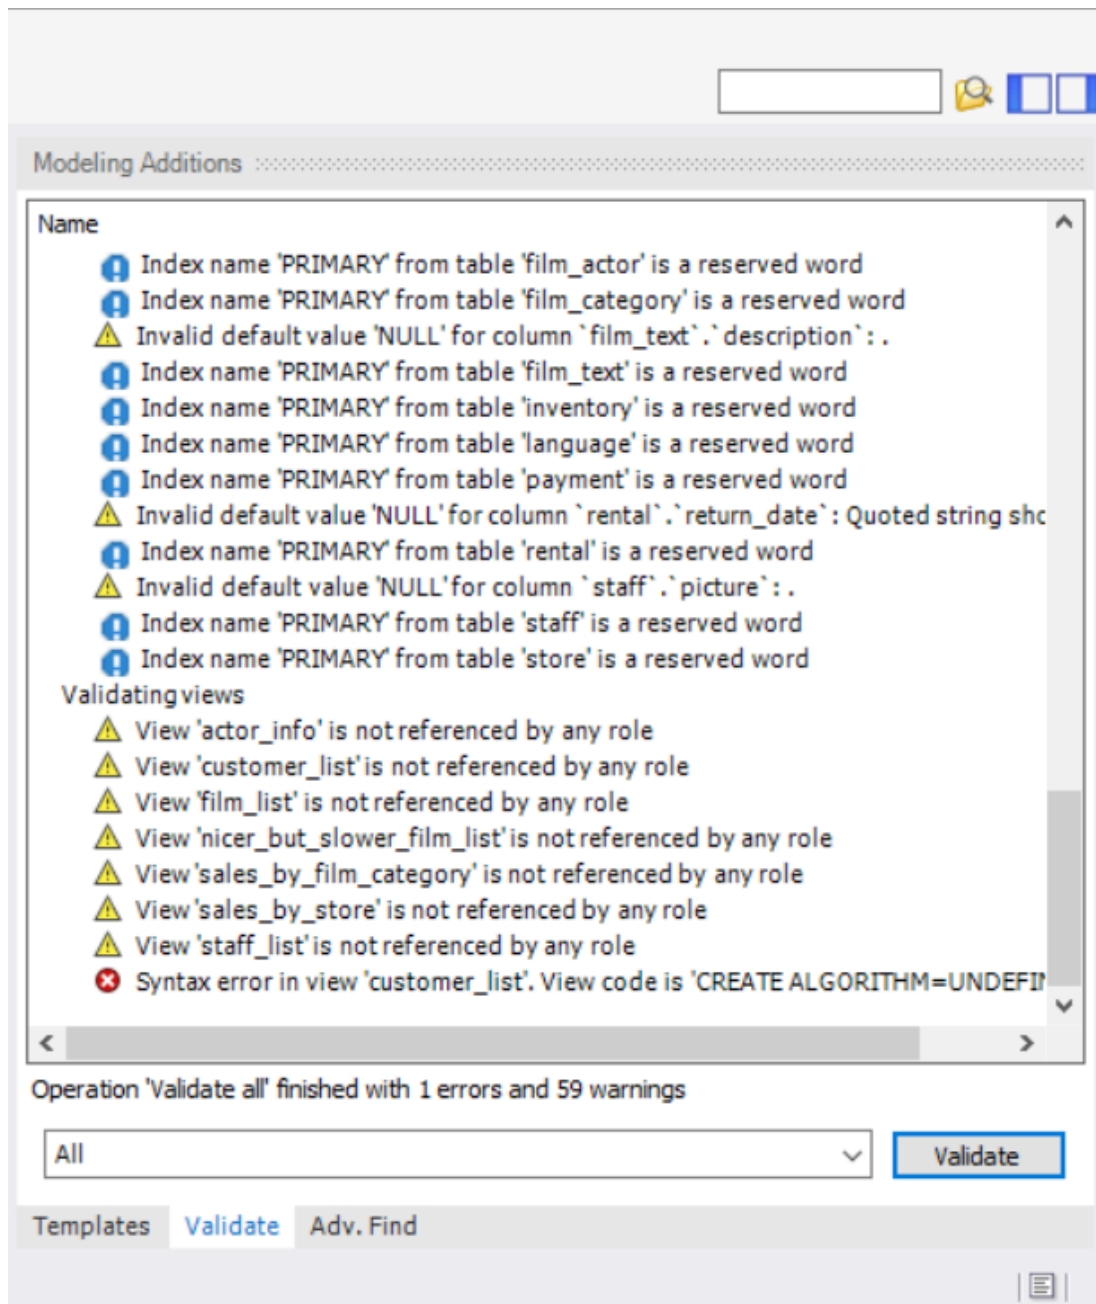 Modeling Additions
Name
Index name 'PRIMARY' from table 'film_actor' is a reserved word
Index name 'PRIMARY' from table 'film_category' is a reserved word
Invalid default value 'NULL' for column `film_text`.`description`: .
Index name 'PRIMARY' from table 'film_text' is a reserved word
Index name 'PRIMARY' from table 'inventory' is a reserved word
Index name 'PRIMARY' from table 'language' is a reserved word
Index name 'PRIMARY' from table 'payment' is a reserved word
Invalid default value 'NULL' for column `rental`.`return_date`: Quoted string sho
Index name 'PRIMARY' from table 'rental' is a reserved word
Invalid default value 'NULL' for column `staff`.`picture`: .
Index name 'PRIMARY' from table 'staff' is a reserved word
Index name 'PRIMARY' from table 'store' is a reserved word
Validating views
View 'actor_info' is not referenced by any role
View 'customer_list' is not referenced by any role
View 'film_list' is not referenced by any role
View 'nicer_but_slower_film_list' is not referenced by any role
View 'sales_by_film_category' is not referenced by any role
View 'sales_by_store' is not referenced by any role
View 'staff_list' is not referenced by any role
Syntax error in view 'customer_list'. View code is 'CREATE ALGORITHM=UNDEFIN
Operation 'Validate all' finished with 1 errors and 59 warnings
All
Validate
Templates Validate Adv. Find